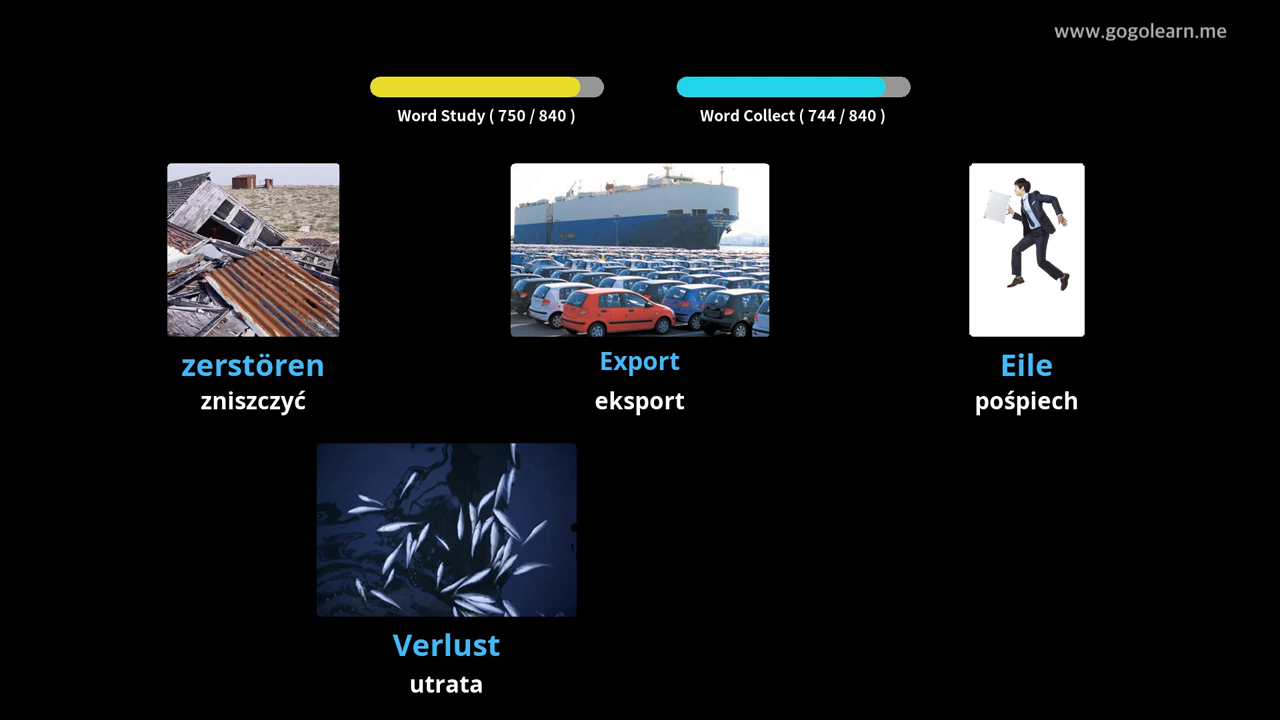 www.gogolearn.me
Word Study ( 750 / 840 )
Word Collect ( 744 / 840 )
zerstören
zniszczyć
Export
eksport
Eile
pośpiech
Verlust
utrata